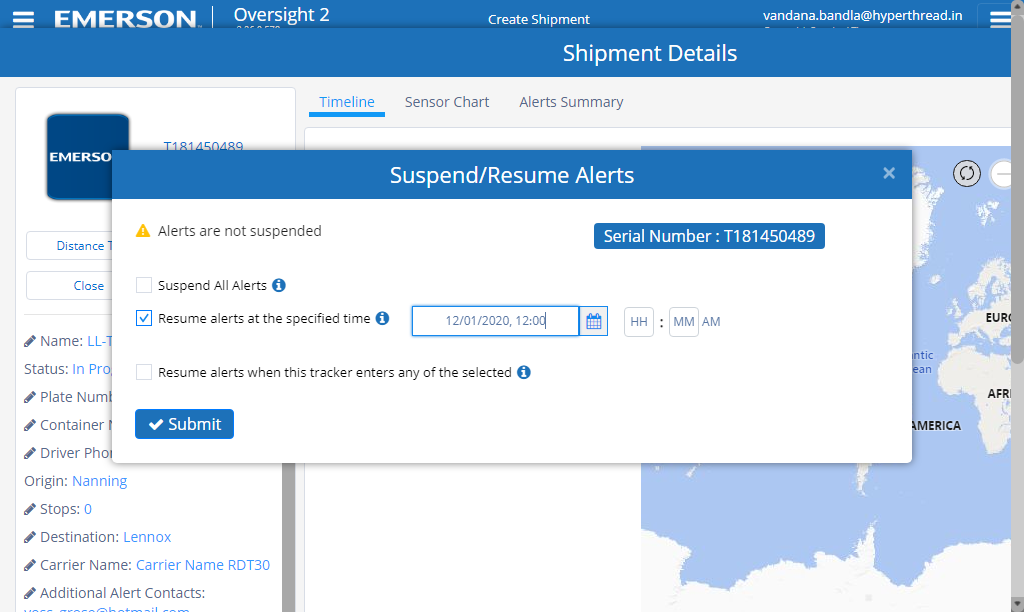 EMERSON
Oversight 2
Create Shipment
vandana.bandla@hyperthread.in
Shipment Details
Timeline
Sensor Chart
Alerts Summary
EMERSO
T181450489
Suspend/Resume Alerts
×
Alerts are not suspended
Serial Number : T181450489
Suspend All Alerts
Resume alerts at the specified time
12/01/2020, 12:00
HH : MM AM
Resume alerts when this tracker enters any of the selected
Submit
Distance T
Close
Name: LL-T
Status: In Pro
Plate Numb
Container N
Driver Phon
Origin: Nanning
Stops: 0
Destination: Lennox
Carrier Name: Carrier Name RDT30
Additional Alert Contacts:
EURO
ntic
ean
AFRI
AMERICA